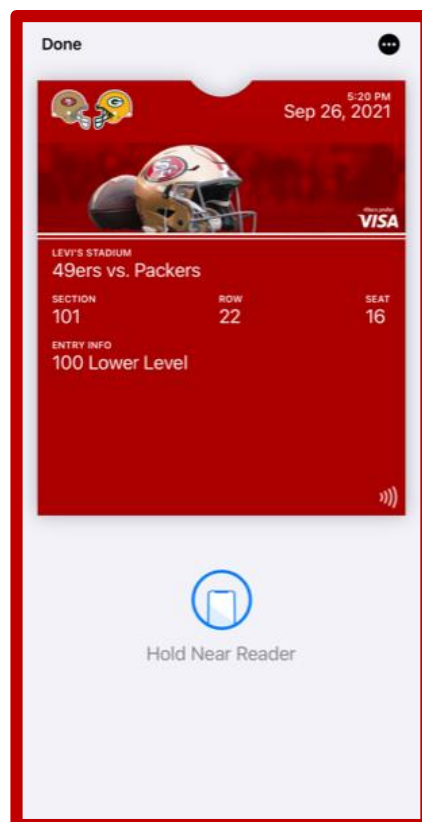 Done
5:20 PM
Sep 26, 2021
VISA
LEVI'S STADIUM
49ers vs. Packers
SECTION ROW SEAT
101 22 16
ENTRY INFO
100 Lower Level
Hold Near Reader